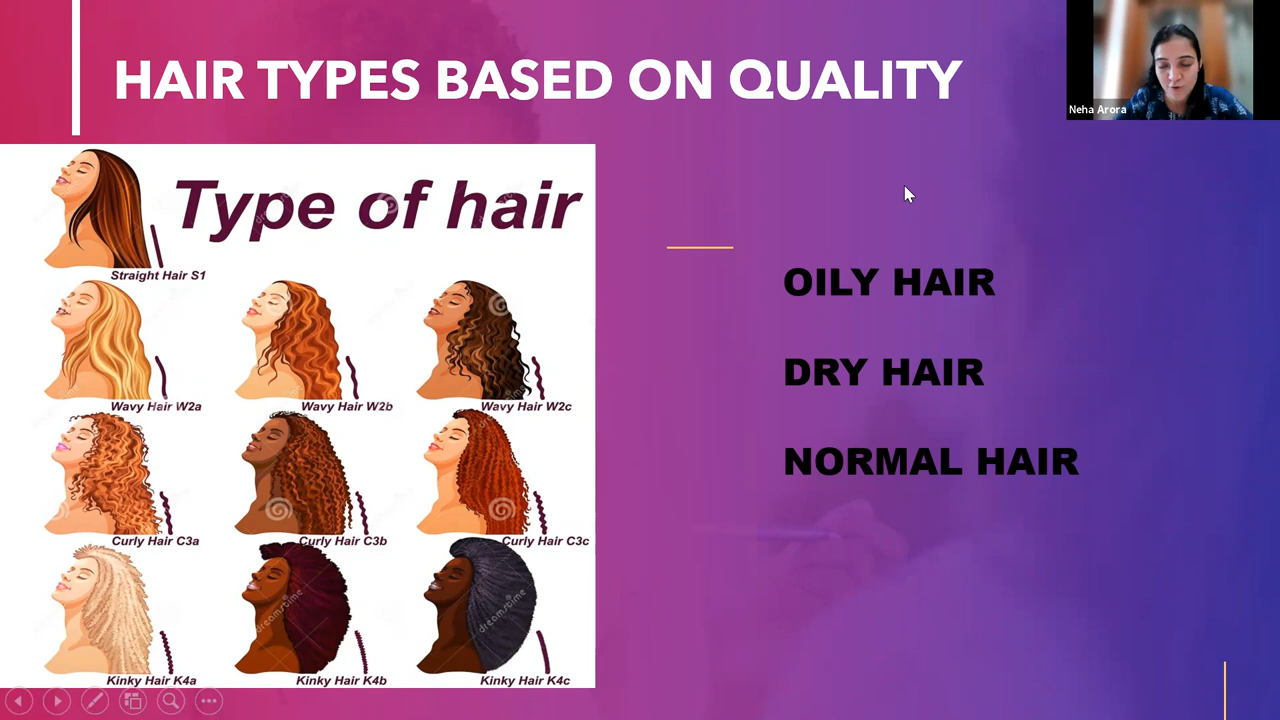 HAIR TYPES BASED ON QUALITY
Neha Arora
Type of hair
Straight Hair S1
Wavy Hair W2a
Wavy Hair W2b
Wavy Hair W2c
Curly Hair C3a
Curly Hair C3b
Curly Hair C3c
Kinky Hair K4a
Kinky Hair K4b
Kinky Hair K4c
dreamstime
dreamstime
OILY HAIR
DRY HAIR
NORMAL HAIR